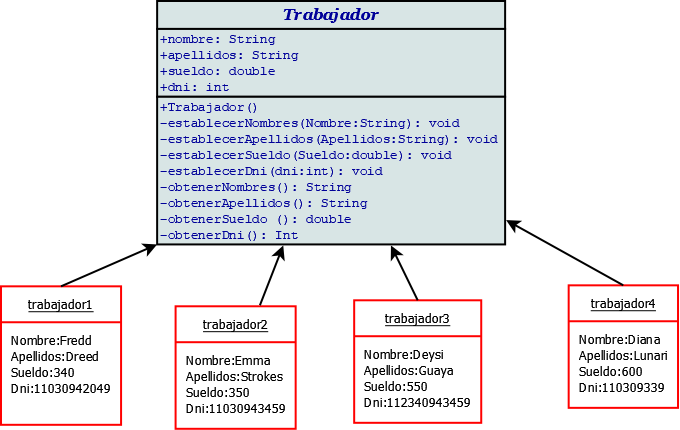 Trabajador
+nombre: String
+apellidos: String
+sueldo: double
+dni: int
+Trabajador()
-establecerNombres(Nombre:String): void
-establecerApellidos(Apellidos:String): void
-establecerSueldo(Sueldo:double): void
-establecerDni(dni:int): void
-obtenerNombres(): String
-obtenerApellidos(): String
-obtenerSueldo (): double
-obtenerDni(): Int
trabajador1
Nombre:Fredd
Apellidos:Dreed
Sueldo:340
Dni:11030942049
trabajador2
Nombre:Emma
Apellidos:Strokes
Sueldo:350
Dni:11030943459
trabajador3
Nombre:Deysi
Apellidos:Guaya
Sueldo:550
Dni:112340943459
trabajador4
Nombre:Diana
Apellidos:Lunari
Sueldo:600
Dni:110309339